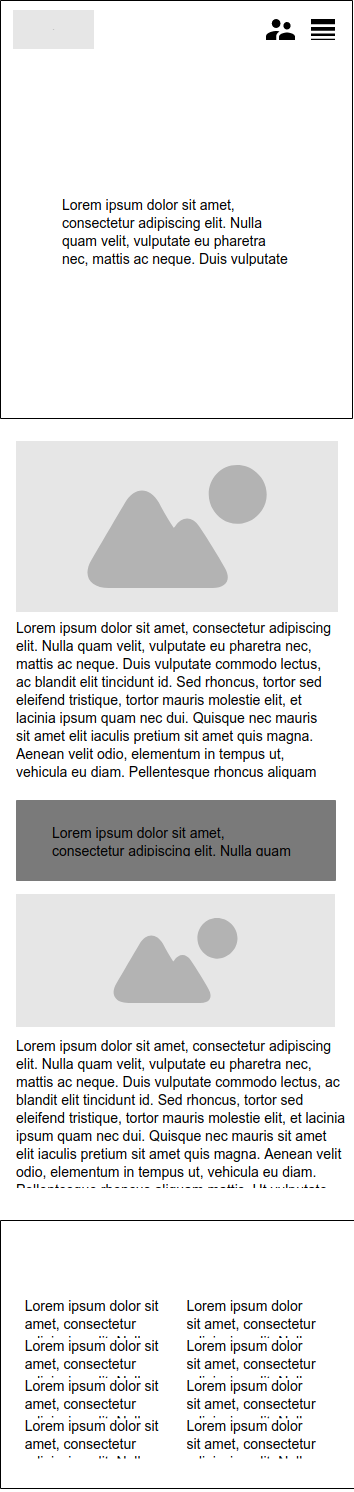 Lorem ipsum dolor sit amet,
consectetur adipiscing elit. Nulla
quam velit, vulputate eu pharetra
nec, mattis ac neque. Duis vulputate
Lorem ipsum dolor sit amet, consectetur adipiscing
elit. Nulla quam velit, vulputate eu pharetra nec,
mattis ac neque. Duis vulputate commodo lectus,
ac blandit elit tincidunt id. Sed rhoncus, tortor sed
eleifend tristique, tortor mauris molestie elit, et
lacinia ipsum quam nec dui. Quisque nec mauris
sit amet elit iaculis pretium sit amet quis magna.
Aenean velit odio, elementum in tempus ut,
vehicula eu diam. Pellentesque rhoncus aliquam
Lorem ipsum dolor sit amet,
consectetur adipiscing elit. Nulla quam
Lorem ipsum dolor sit amet, consectetur adipiscing
elit. Nulla quam velit, vulputate eu pharetra nec,
mattis ac neque. Duis vulputate commodo lectus, ac
blandit elit tincidunt id. Sed rhoncus, tortor sed
eleifend tristique, tortor mauris molestie elit, et lacinia
ipsum quam nec dui. Quisque nec mauris sit amet
elit iaculis pretium sit amet quis magna. Aenean velit
odio, elementum in tempus ut, vehicula eu diam.
Lorem ipsum dolor sit
amet, consectetur
Lorem ipsum dolor
sit amet, consectetur
Lorem ipsum dolor sit
amet, consectetur
Lorem ipsum dolor
sit amet, consectetur
Lorem ipsum dolor sit
amet, consectetur
Lorem ipsum dolor
sit amet, consectetur
Lorem ipsum dolor sit
amet, consectetur
Lorem ipsum dolor
sit amet, consectetur